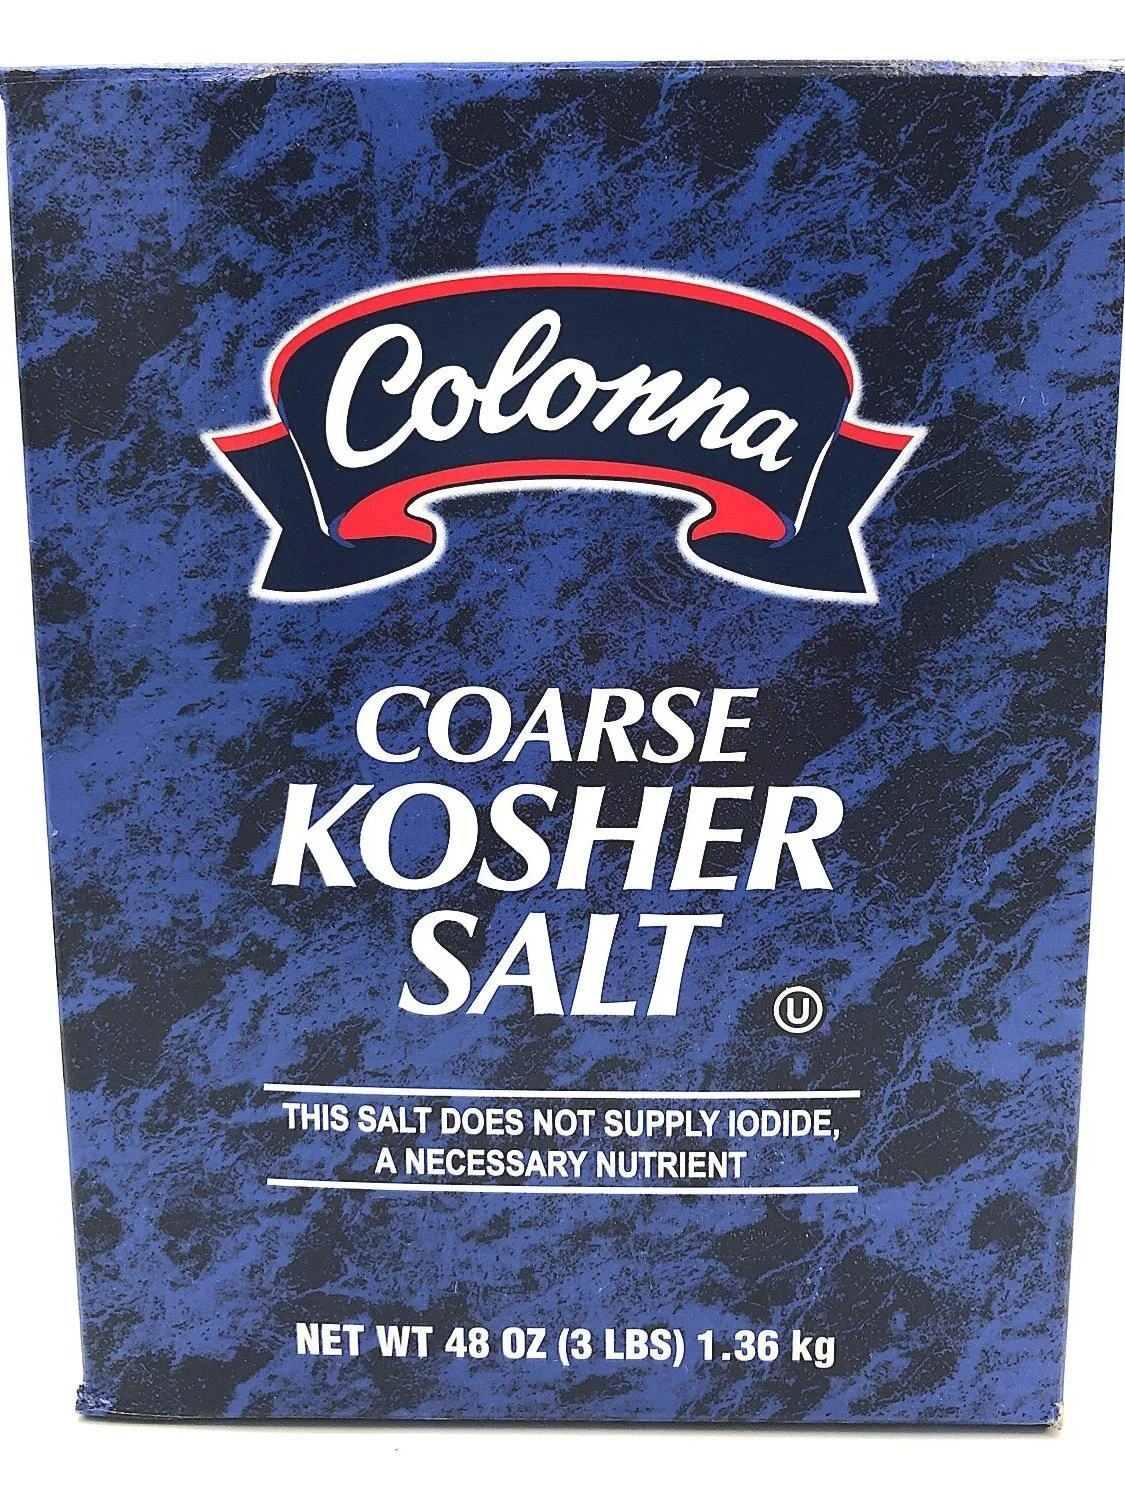 Colonna
COARSE
KOSHER
SALT
U
THIS SALT DOES NOT SUPPLY IODIDE,
A NECESSARY NUTRIENT
NET WT 48 OZ (3 LBS) 1.36 kg